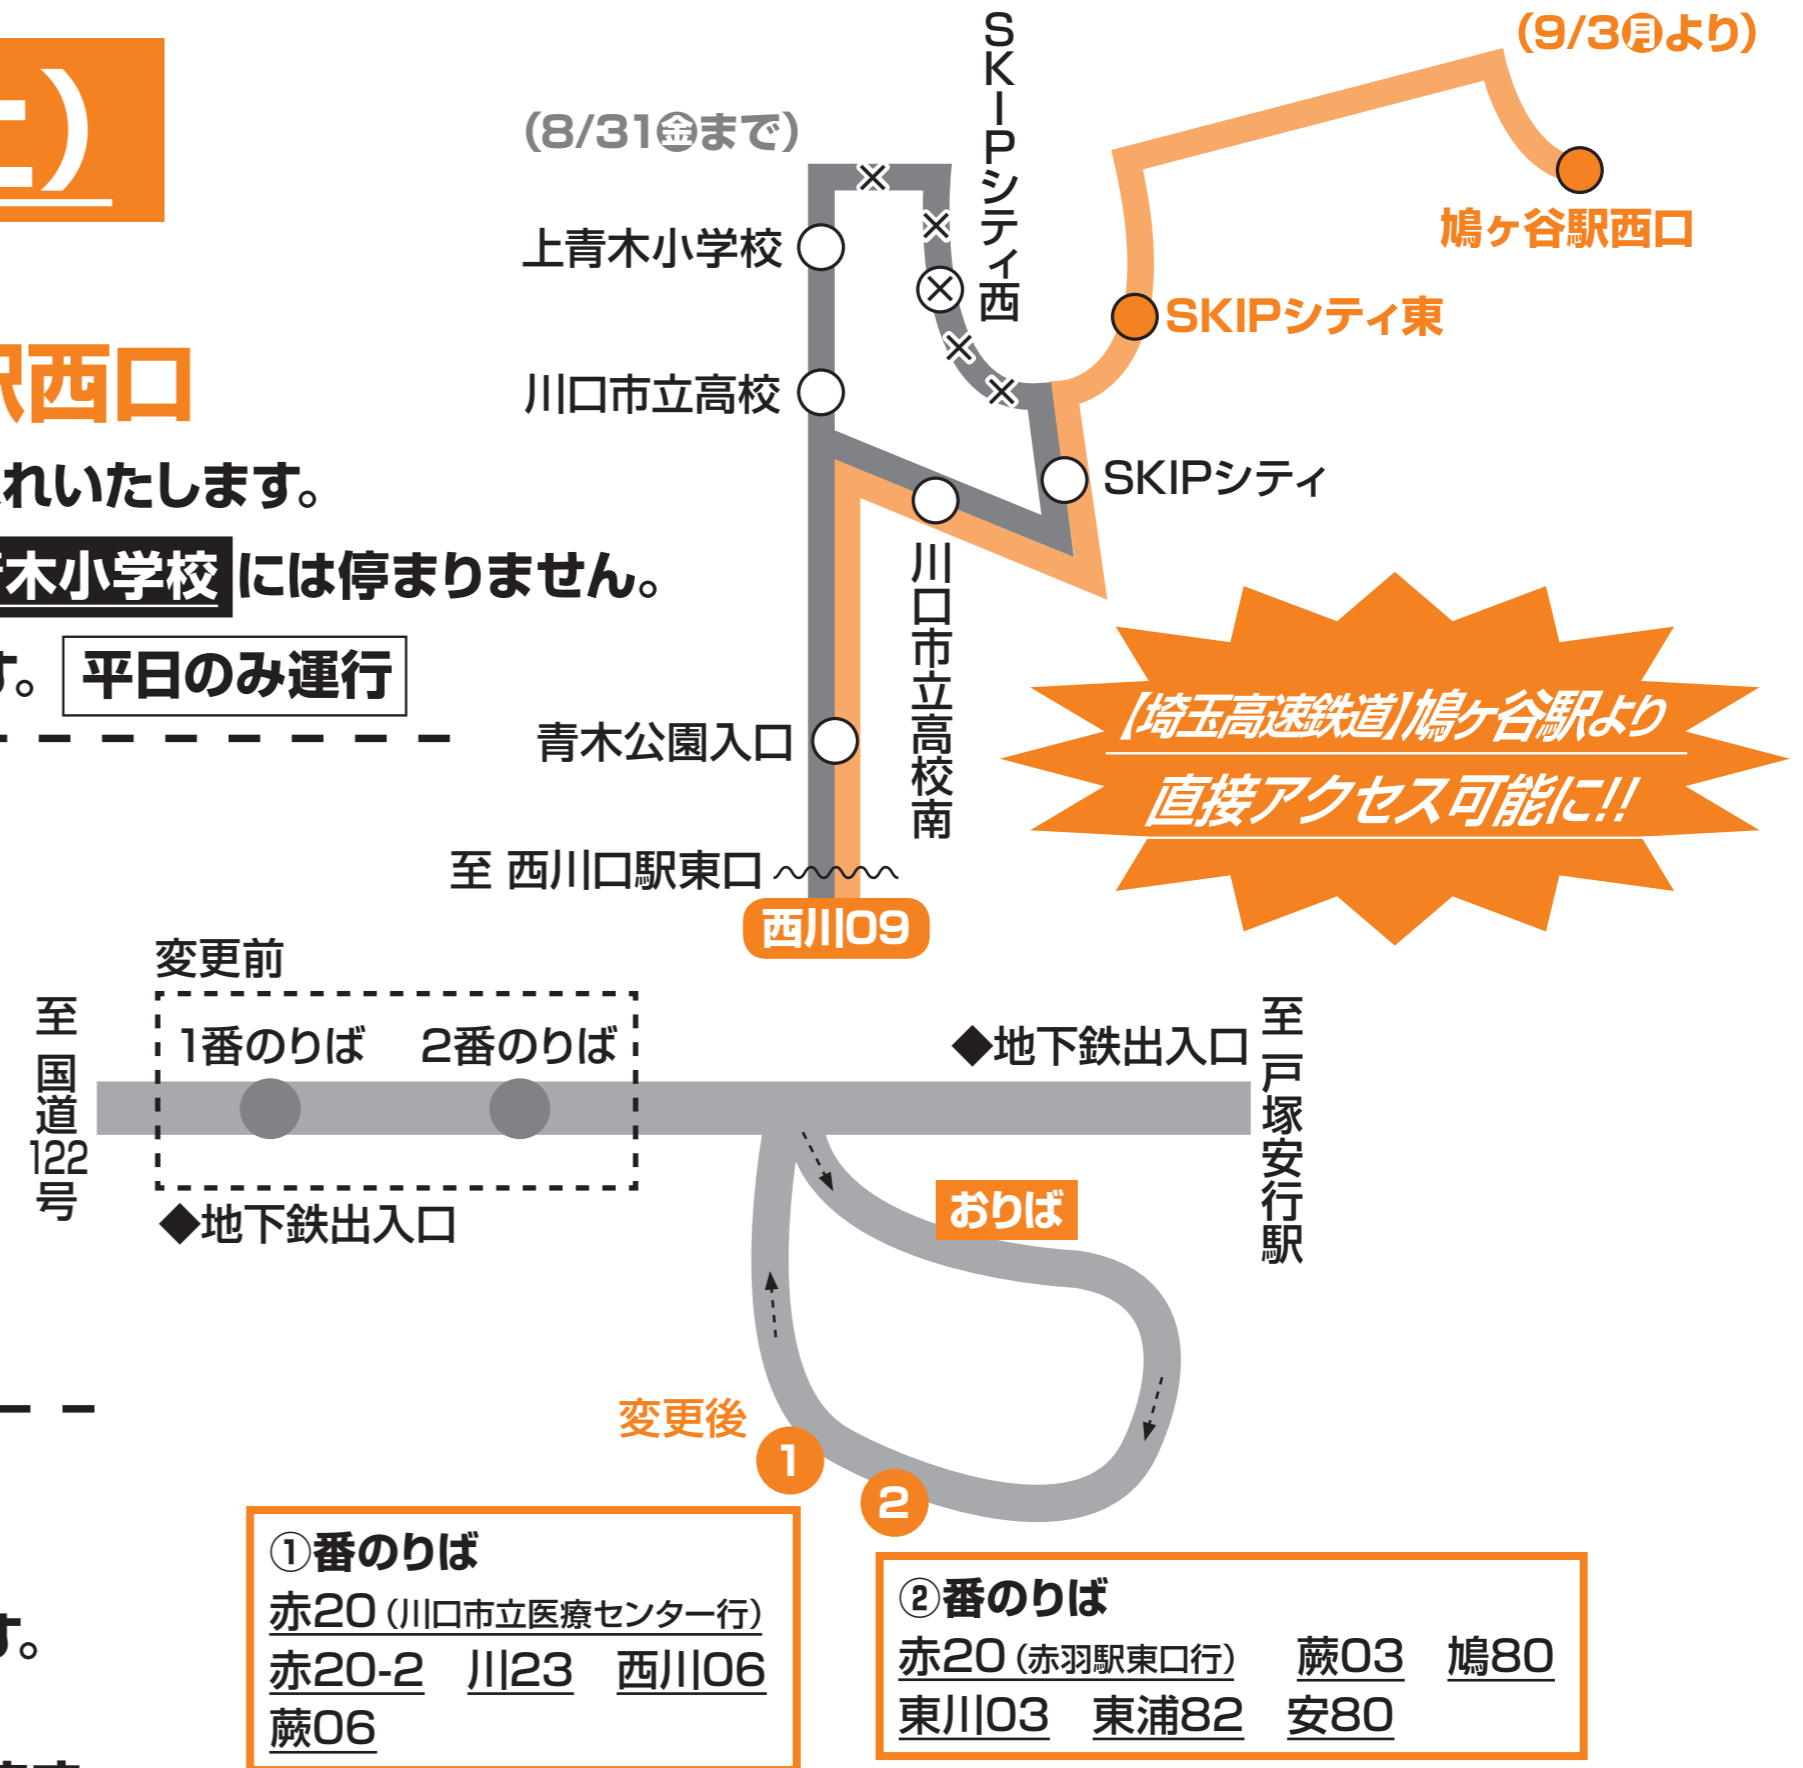 (9/3㊊より)
(8/31㊎まで)
SKIPシティ西
上青木小学校
鳩ヶ谷駅西口
SKIPシティ東
駅西口
川口市立高校
れいたします。
SKIPシティ
青木小学校には停まりません。
川口市立高校南
す。平日のみ運行
【埼玉高速鉄道】鳩ヶ谷駅より
直接アクセス可能に!!
青木公園入口
至 西川口駅東口
西川09
変更前
至 国道122号
1番のりば 2番のりば
◆地下鉄出入口
至 戸塚安行駅
◆地下鉄出入口
おりば
変更後
1
2
①番のりば
赤20(川口市立医療センター行)
赤20-2 川23 西川06
蕨06
②番のりば
赤20(赤羽駅東口行) 蕨03 鳩80
東川03 東浦82 安80
す。